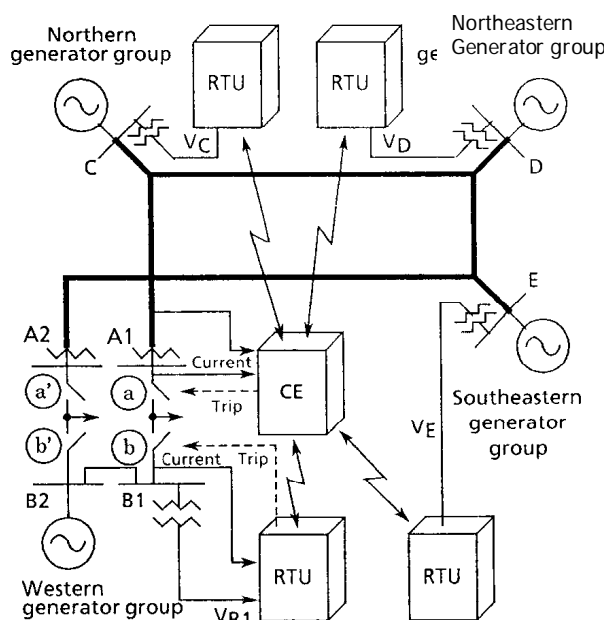 Northern
generator group
RTU
RTU
ge
Northeastern
Generator group
VC
VD
C
D
E
A2
A1
Current
a'
a
Trip
CE
b'
b
Current
Trip
VE
Southeastern
generator
group
B2
B1
Western
generator group
RTU
RTU
VB1